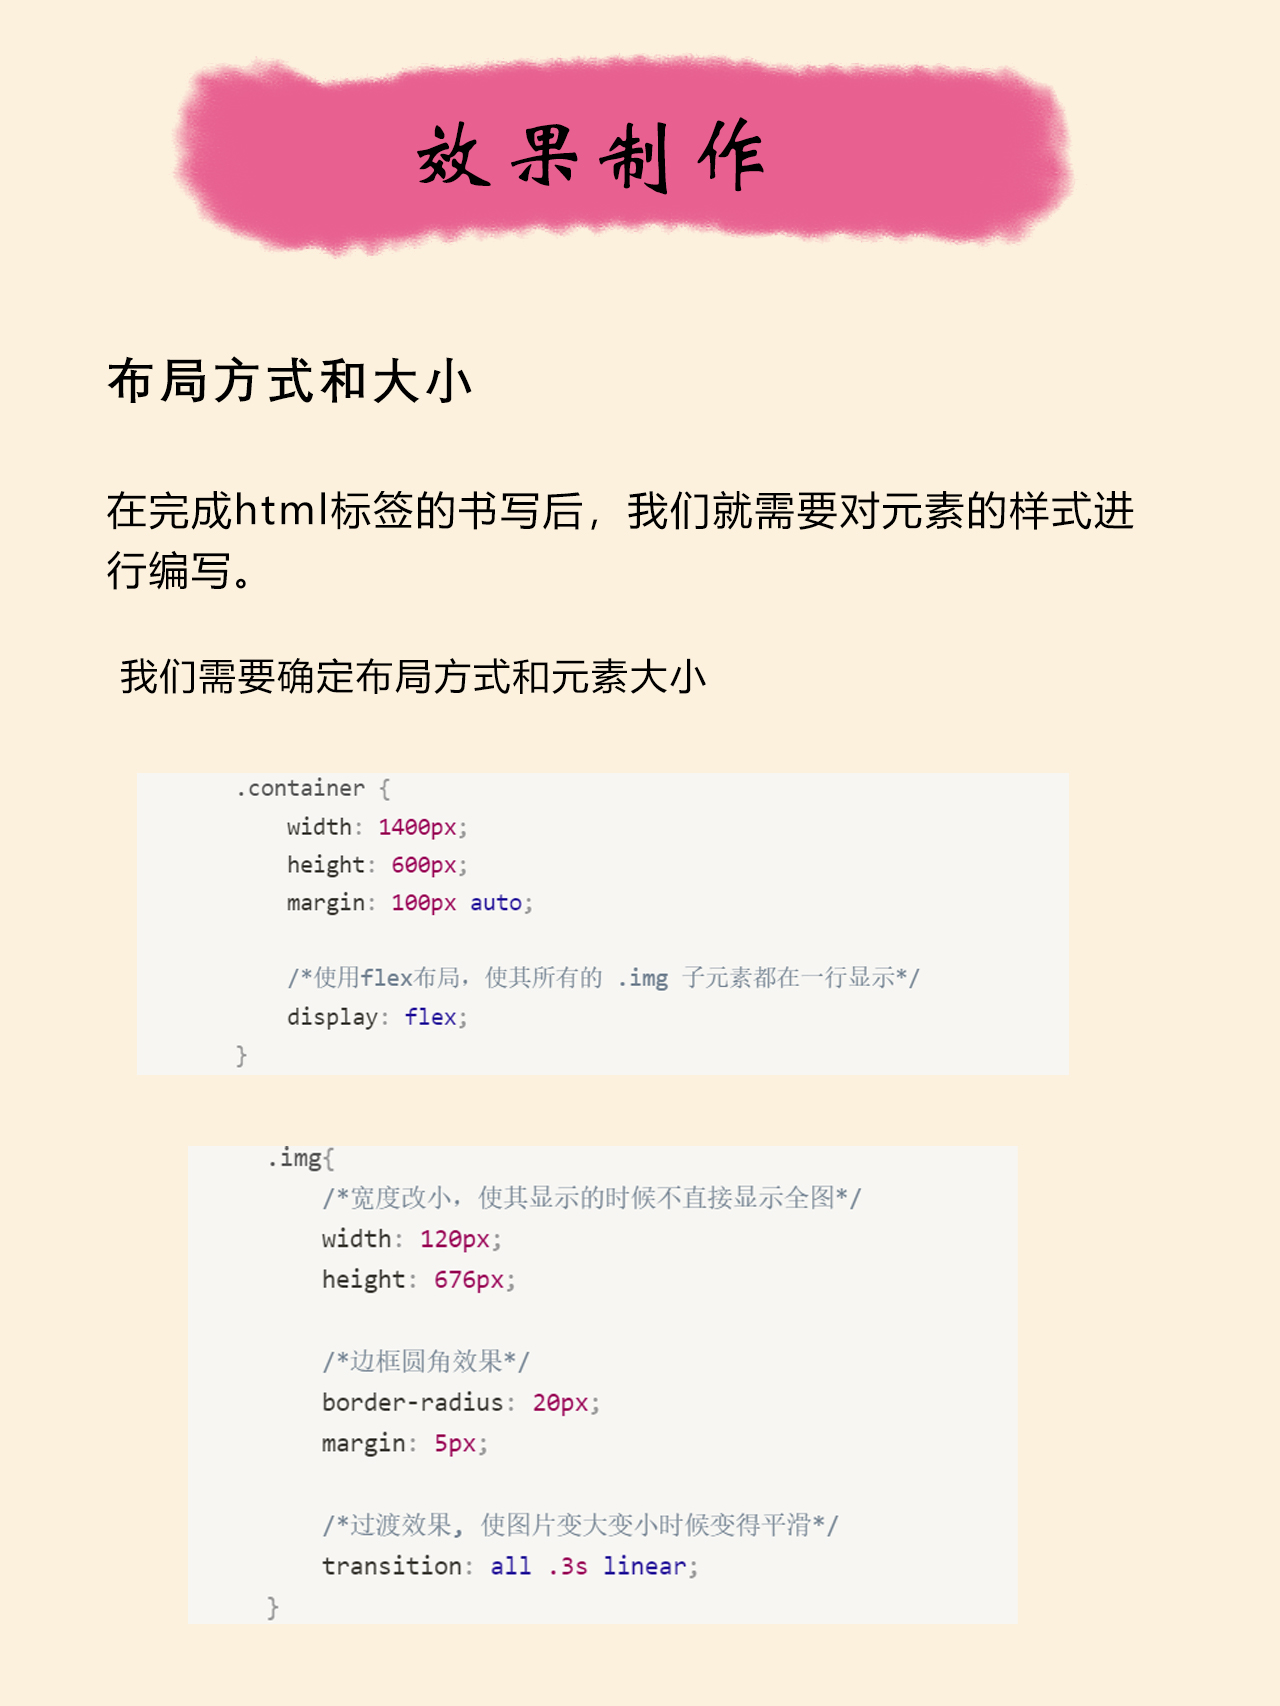 效果制作
布局方式和大小
在完成html标签的书写后，我们就需要对元素的样式进
行编写。
我们需要确定布局方式和元素大小
.container {
width: 1400px;
height: 600px;
margin: 100px auto;
/*使用flex布局，使其所有的 .img 子元素都在一行显示*/
display: flex;
}
.img{
/*宽度改小，使其显示的时候不直接显示全图*/
width: 120px;
height: 676px;
/*边框圆角效果*/
border-radius: 20px;
margin: 5px;
/*过渡效果, 使图片变大变小时候变得平滑*/
transition: all .3s linear;
}